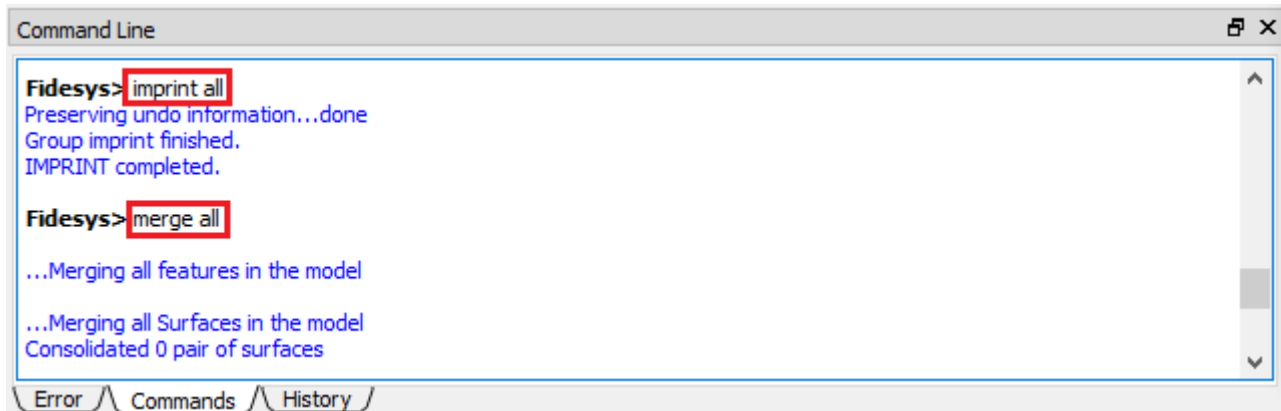 Command Line
Fidesys> imprint all
Preserving undo information...done
Group imprint finished.
IMPRINT completed.
Fidesys> merge all
...Merging all features in the model
...Merging all Surfaces in the model
Consolidated 0 pair of surfaces
Error Commands History